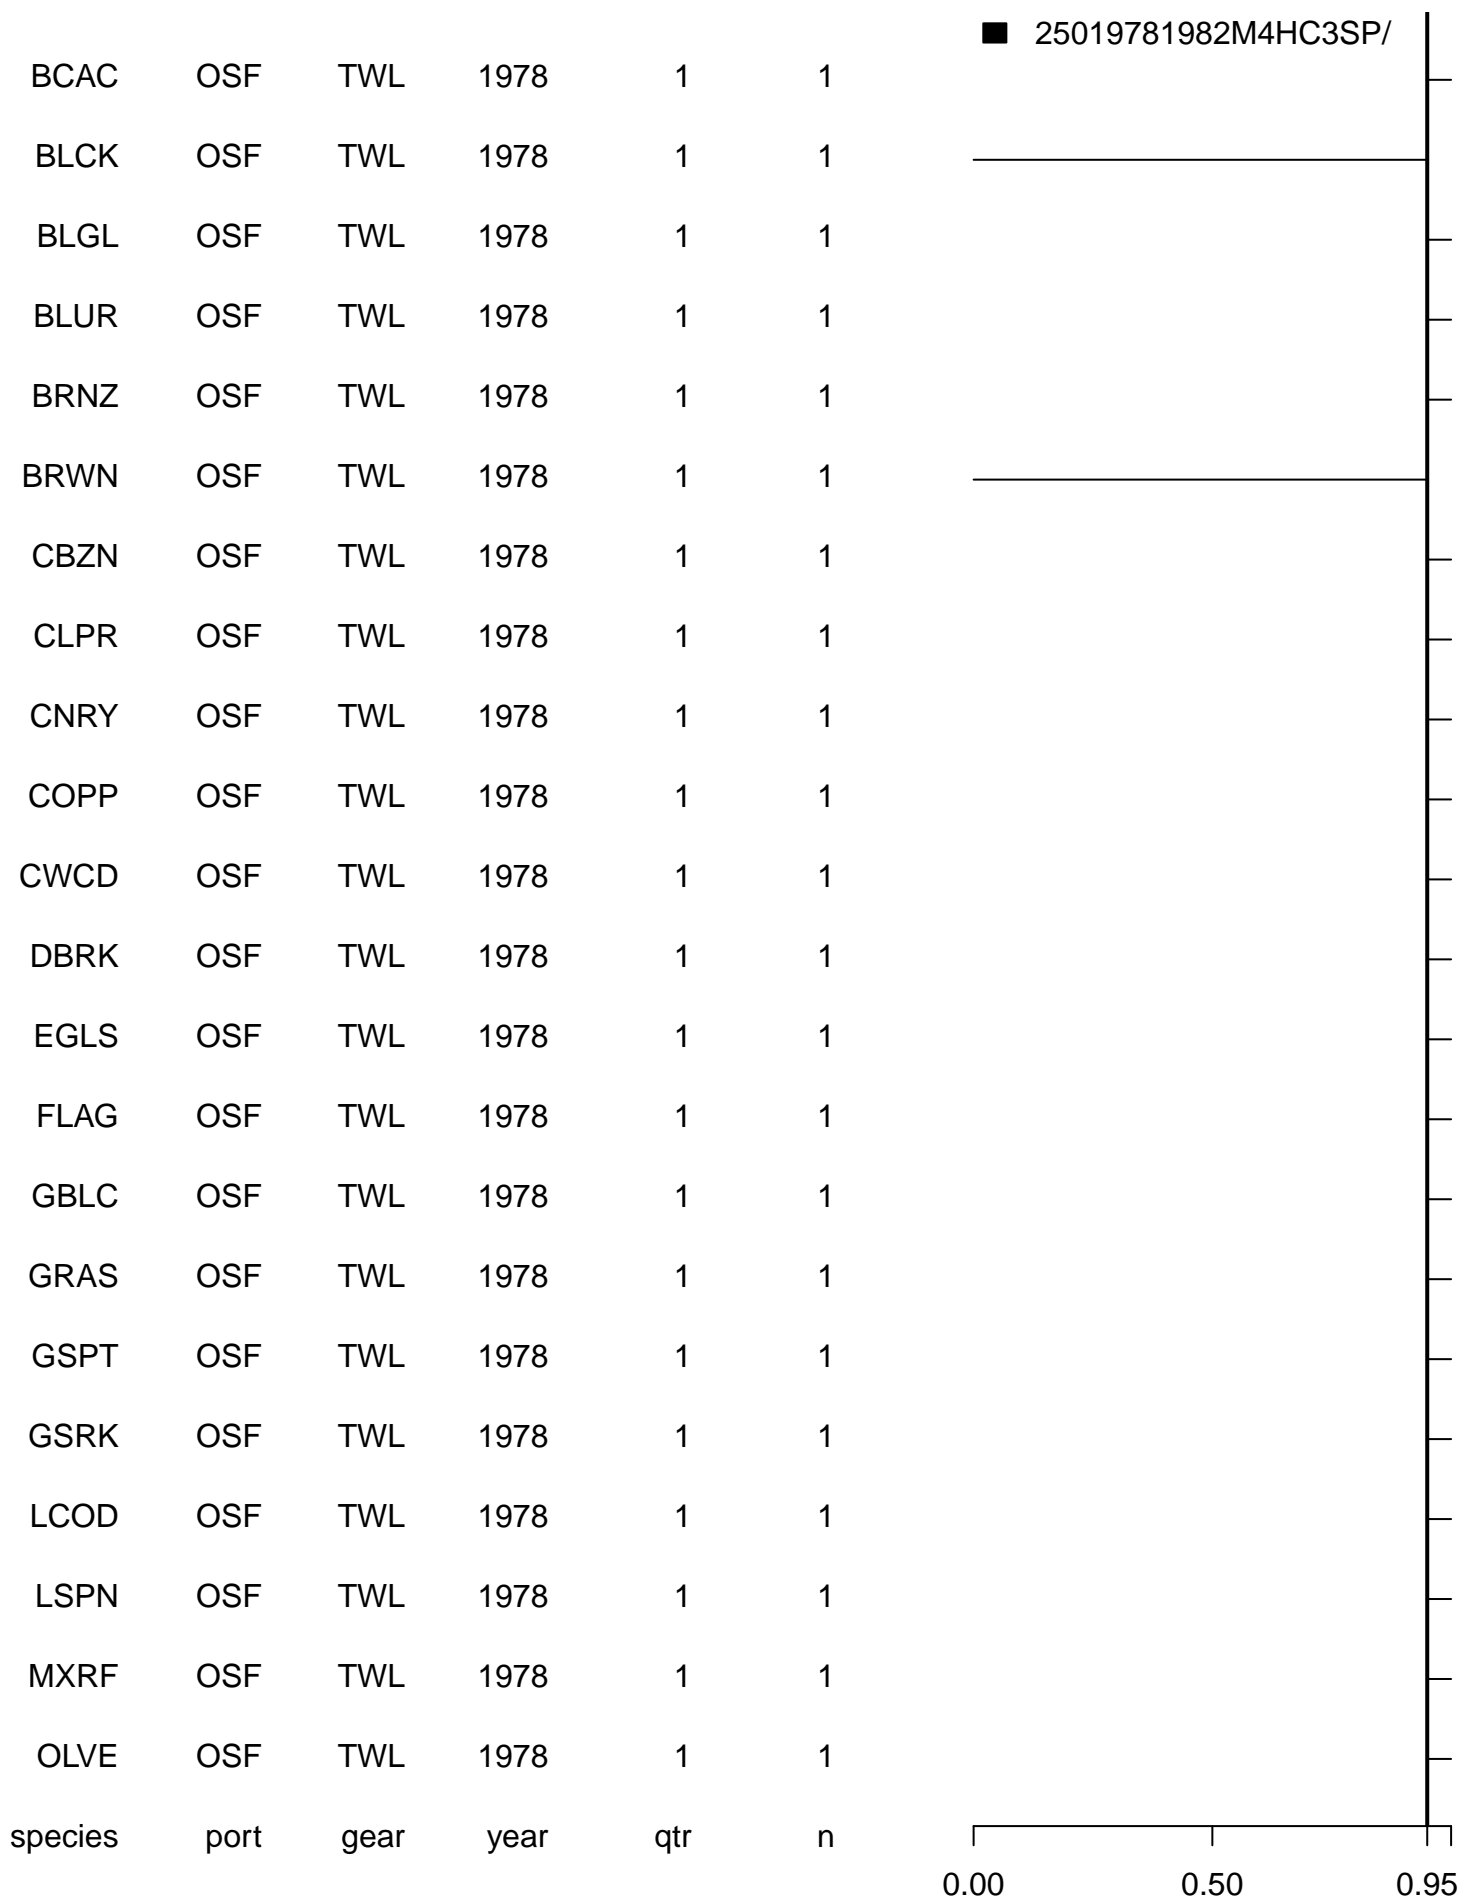 25019781982M4HC3SP/
BCAC OSF TWL 1978 1 1
BLCK OSF TWL 1978 1 1
BLGL OSF TWL 1978 1 1
BLUR OSF TWL 1978 1 1
BRNZ OSF TWL 1978 1 1
BRWN OSF TWL 1978 1 1
CBZN OSF TWL 1978 1 1
CLPR OSF TWL 1978 1 1
CNRY OSF TWL 1978 1 1
COPP OSF TWL 1978 1 1
CWCD OSF TWL 1978 1 1
DBRK OSF TWL 1978 1 1
EGLS OSF TWL 1978 1 1
FLAG OSF TWL 1978 1 1
GBLC OSF TWL 1978 1 1
GRAS OSF TWL 1978 1 1
GSPT OSF TWL 1978 1 1
GSRK OSF TWL 1978 1 1
LCOD OSF TWL 1978 1 1
LSPN OSF TWL 1978 1 1
MXRF OSF TWL 1978 1 1
OLVE OSF TWL 1978 1 1
species port gear year qtr n
0.00 0.50 0.95